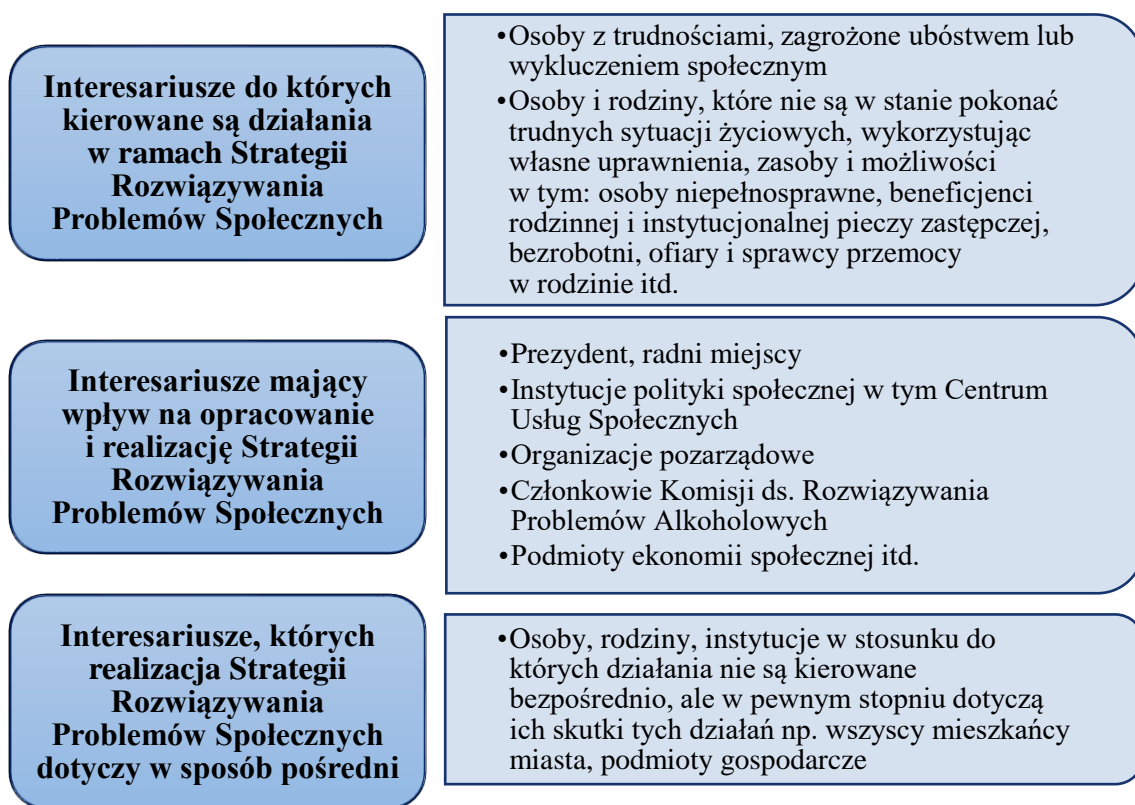 Interesariusze do których
kierowane są działania
w ramach Strategii
Rozwiązywania
Problemów Społecznych
•Osoby z trudnościami, zagrożone ubóstwem lub
wykluczeniem społecznym
•Osoby i rodziny, które nie są w stanie pokonać
trudnych sytuacji życiowych, wykorzystując
własne uprawnienia, zasoby i możliwości
w tym: osoby niepełnosprawne, beneficjenci
rodzinnej i instytucjonalnej pieczy zastępczej,
bezrobotni, ofiary i sprawcy przemocy
w rodzinie itd.
Interesariusze mający
wpływ na opracowanie
i realizację Strategii
Rozwiązywania
Problemów Społecznych
•Prezydent, radni miejscy
•Instytucje polityki społecznej w tym Centrum
Usług Społecznych
•Organizacje pozarządowe
•Członkowie Komisji ds. Rozwiązywania
Problemów Alkoholowych
•Podmioty ekonomii społecznej itd.
Interesariusze, których
realizacja Strategii
Rozwiązywania
Problemów Społecznych
dotyczy w sposób pośredni
•Osoby, rodziny, instytucje w stosunku do
których działania nie są kierowane
bezpośrednio, ale w pewnym stopniu dotyczą
ich skutki tych działań np. wszyscy mieszkańcy
miasta, podmioty gospodarcze